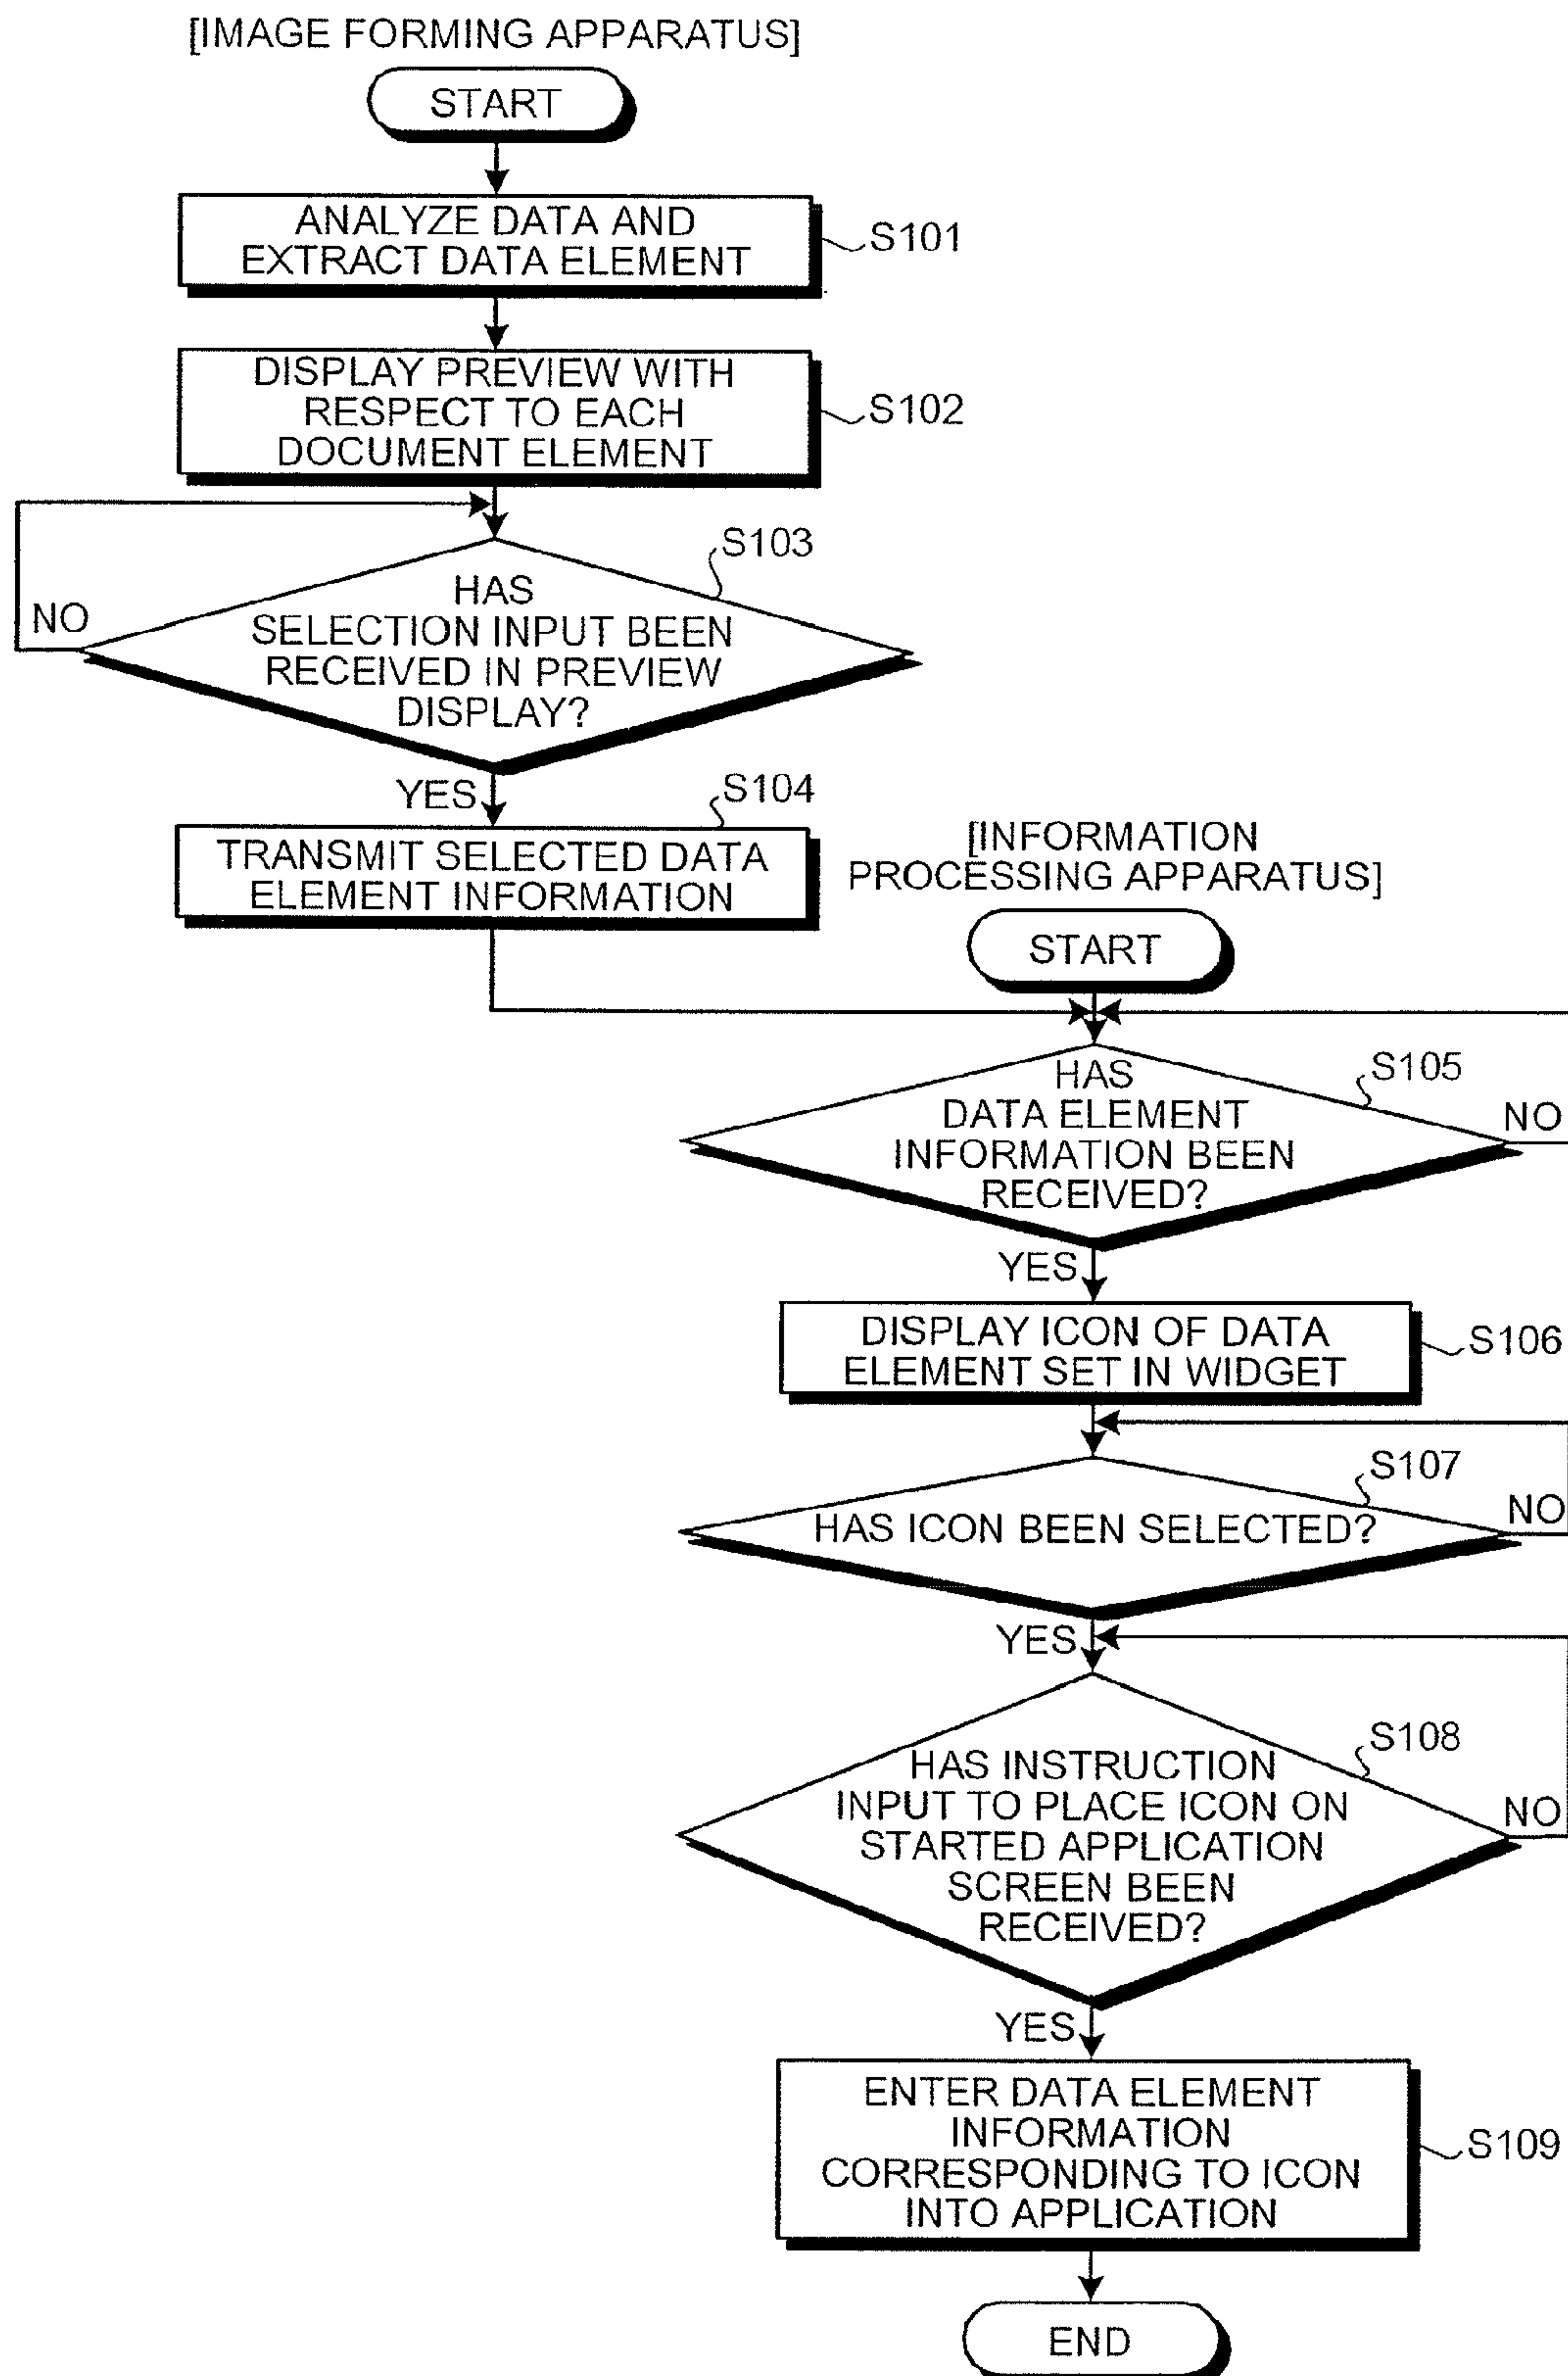 [IMAGE FORMING APPARATUS]
START
ANALYZE DATA AND
EXTRACT DATA ELEMENT
S101
DISPLAY PREVIEW WITH
RESPECT TO EACH
DOCUMENT ELEMENT
S102
S103
HAS
SELECTION INPUT BEEN
RECEIVED IN PREVIEW
DISPLAY?
NO
YES
S104
TRANSMIT SELECTED DATA
ELEMENT INFORMATION
[INFORMATION
PROCESSING APPARATUS]
START
S105
HAS
DATA ELEMENT
INFORMATION BEEN
RECEIVED?
NO
YES
DISPLAY ICON OF DATA
ELEMENT SET IN WIDGET
S106
S107
HAS ICON BEEN SELECTED?
NO
YES
S108
HAS INSTRUCTION
INPUT TO PLACE ICON ON
STARTED APPLICATION
SCREEN BEEN
RECEIVED?
NO
YES
ENTER DATA ELEMENT
INFORMATION
CORRESPONDING TO ICON
INTO APPLICATION
S109
END